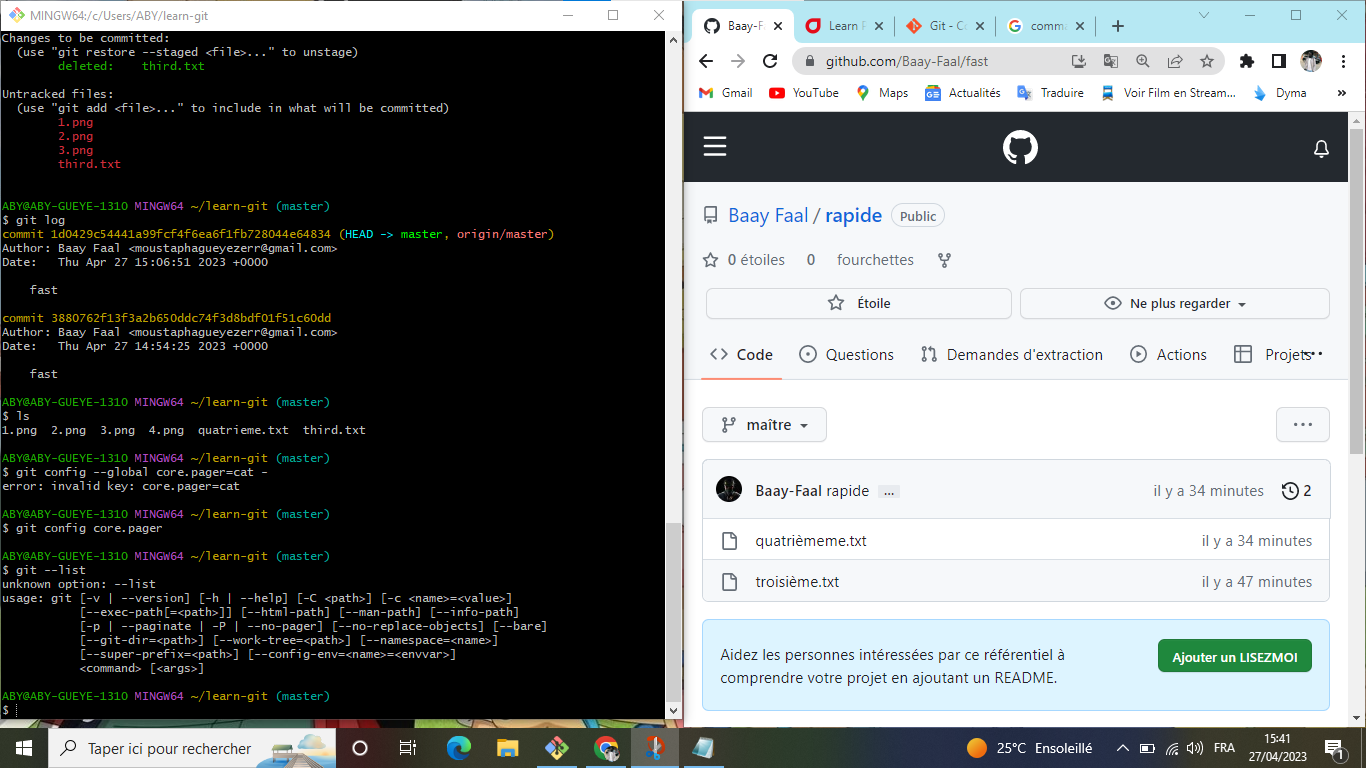 MINGW64:/c/Users/ABY/learn-git
Changes to be committed:
(use "git restore --staged <file>..." to unstage)
deleted:    third.txt
Untracked files:
(use "git add <file>..." to include in what will be committed)
1.png
2.png
3.png
third.txt
ABY@ABY-GUEYE-1310 MINGW64 ~/learn-git (master)
$ git log
commit 1d0429c54441a99fcf4f6ea6f1fb728044e64834 (HEAD -> master, origin/master)
Author: Baay Faal <moustaphagueyezerr@gmail.com>
Date:   Thu Apr 27 15:06:51 2023 +0000
fast
commit 3880762f13f3a2b650ddc74f3d8bdf01f51c60dd
Author: Baay Faal <moustaphagueyezerr@gmail.com>
Date:   Thu Apr 27 14:54:25 2023 +0000
fast
ABY@ABY-GUEYE-1310 MINGW64 ~/learn-git (master)
$ ls
1.png  2.png  3.png  4.png  quatrieme.txt  third.txt
ABY@ABY-GUEYE-1310 MINGW64 ~/learn-git (master)
$ git config --global core.pager=cat -
error: invalid key: core.pager=cat
ABY@ABY-GUEYE-1310 MINGW64 ~/learn-git (master)
$ git config core.pager
ABY@ABY-GUEYE-1310 MINGW64 ~/learn-git (master)
$ git --list
unknown option: --list
usage: git [-v | --version] [-h | --help] [-C <path>] [-c <name>=<value>]
[--exec-path[=<path>]] [--html-path] [--man-path] [--info-path]
[-p | --paginate | -P | --no-pager] [--no-replace-objects] [--bare]
[--git-dir=<path>] [--work-tree=<path>] [--namespace=<name>]
[--super-prefix=<path>] [--config-env=<name>=<envvar>]
<command> [<args>]
ABY@ABY-GUEYE-1310 MINGW64 ~/learn-git (master)
$
Baay-F Learn Git - C comm
github.com/Baay-Faal/fast
Gmail YouTube Maps Actualités Traduire Voir Film en Stream... Dyma »
Baay Faal / rapide Public
0 étoiles 0 fourchettes
Étoile Ne plus regarder
Code Questions Demandes d'extraction Actions Projets
maître
Baay-Faal rapide ... il y a 34 minutes 2
quatrièmeme.txt il y a 34 minutes
troisième.txt il y a 47 minutes
Aidez les personnes intéressées par ce référentiel à
comprendre votre projet en ajoutant un README.
Ajouter un LISEZMOI
Taper ici pour rechercher
25°C Ensoleillé
FRA
15:41
27/04/2023
1